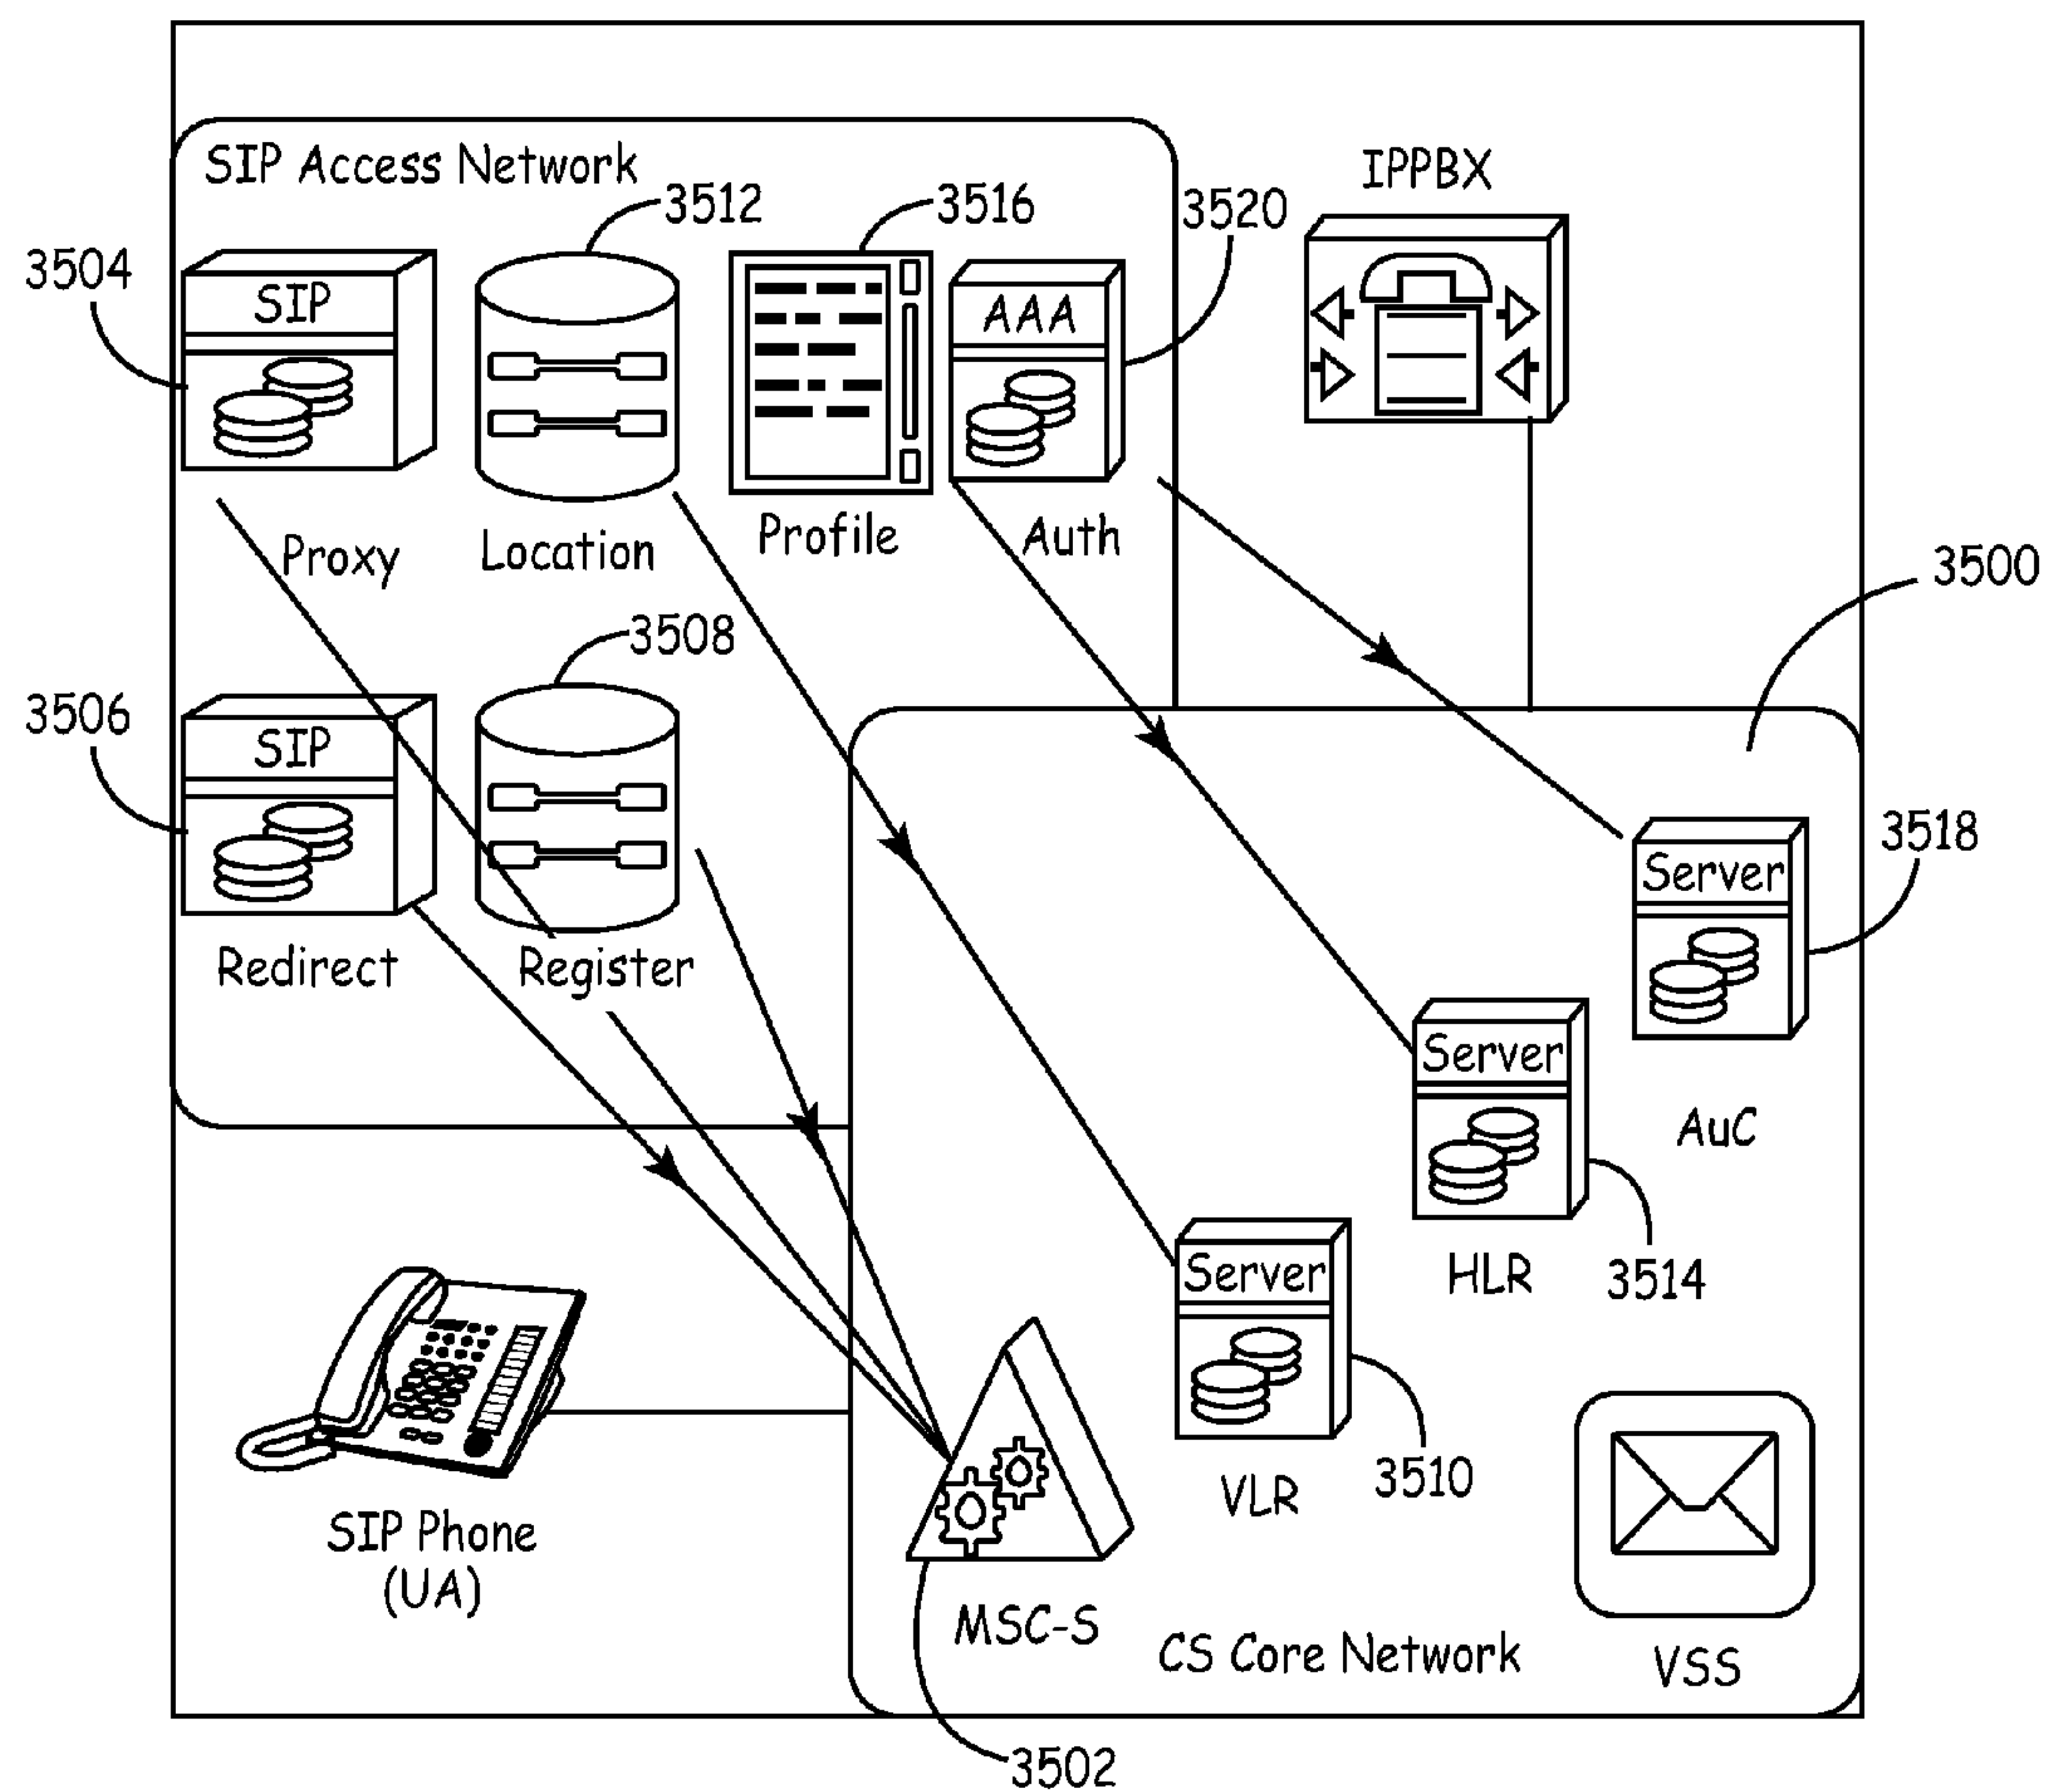 SIP Access Network
IPPBX
3512
3516
3520
3504
SIP
AAA
Proxy
Location
Profile
Auth
3500
3508
3506
SIP
3518
Server
Redirect
Register
Server
AuC
Server
HLR
3514
VLR
3510
SIP Phone
(UA)
MSC-S
CS Core Network
VSS
3502